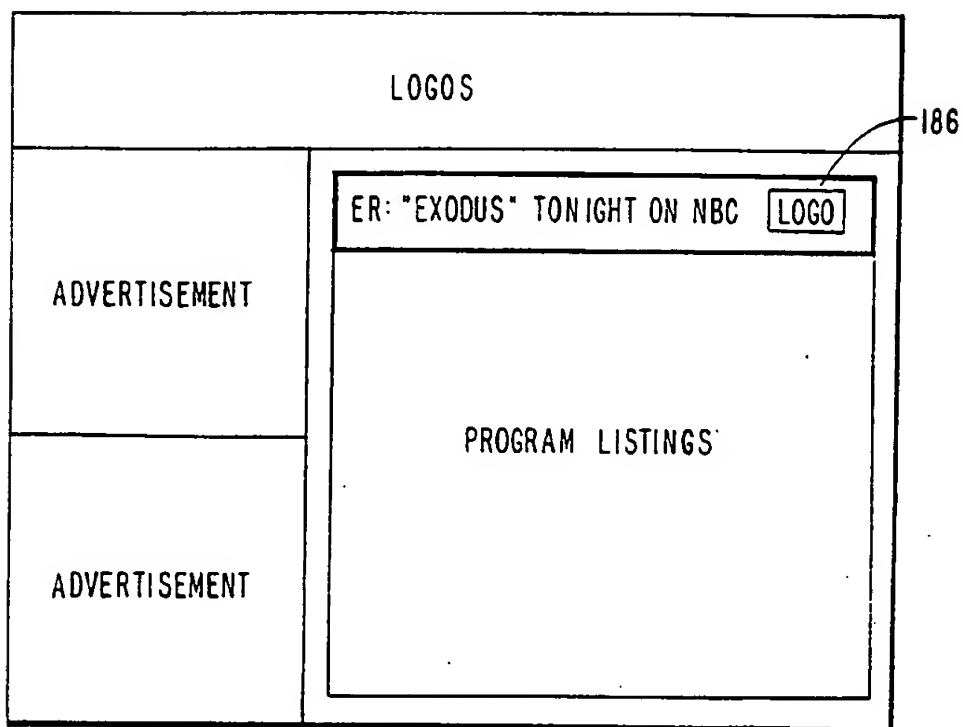 LOGOS
186
ER: "EXODUS" TONIGHT ON NBC LOGO
ADVERTISEMENT
PROGRAM LISTINGS
ADVERTISEMENT